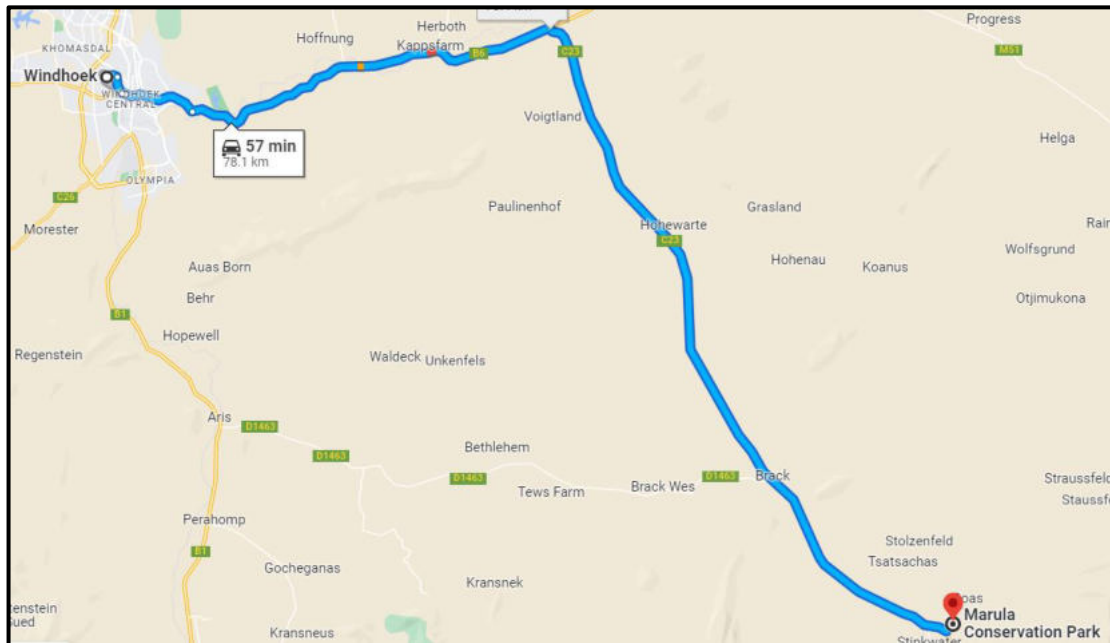 Herboth
Progress
Hoffnung
KHOMASDAL
Kappsfarm
B6
C23
M51
Windhoek
WINDHOEK
CENTRAL
57 min
78.1 km
Voigtland
Helga
OLYMPIA
C26
Morester
Paulinenhof
Grasland
Hohewarte
C23
Wolfsgrund
Hohenau
Koanus
Auas Born
Behr
Otjimukona
B1
Hopewell
Regenstein
Waldeck
Unkenfels
Aris
D1463
D1463
Bethlehem
D1463
Tews Farm
Brack Wes
D1463
Brack
Straussfeld
Perahomp
B1
Stolzenfeld
Tsatsachas
Gocheganas
Kransnek
Kransneus
Marula
Conservation Park